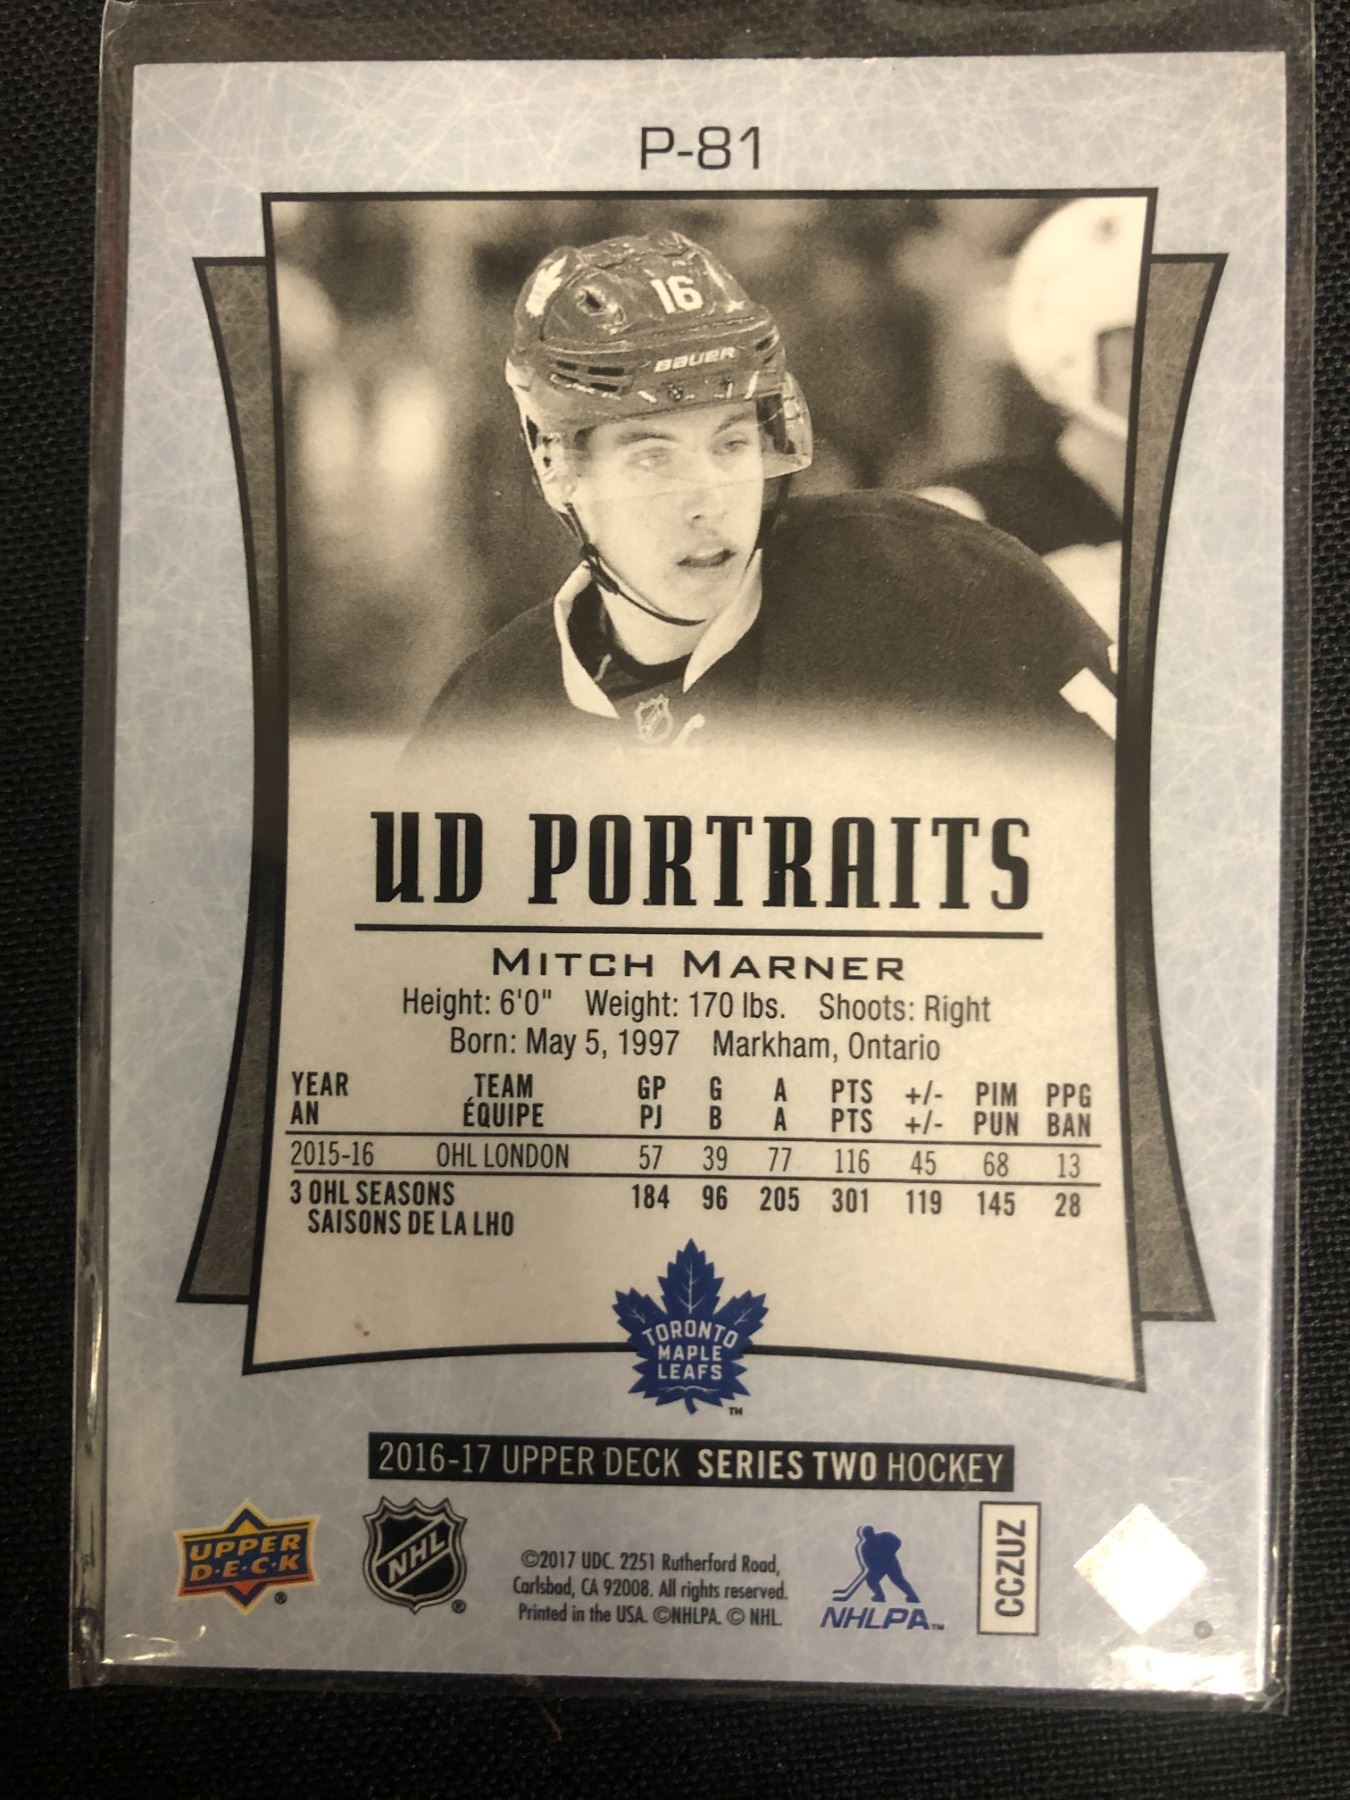 P-81
16
BAUER
UD PORTRAITS
MITCH MARNER
Height: 6'0" Weight: 170 lbs. Shoots: Right
Born: May 5, 1997 Markham, Ontario
YEAR TEAM GP G A PTS +/- PIM PPG
AN ÉQUIPE PJ B A PTS +/- PUN BAN
2015-16 OHL LONDON 57 39 77 116 45 68 13
3 OHL SEASONS 184 96 205 301 119 145 28
SAISONS DE LA LHO
TORONTO
MAPLE
LEAFS
TM
2016-17 UPPER DECK SERIES TWO HOCKEY
UPPER
D·E·C·K
®
NHL
®
©2017 UDC. 2251 Rutherford Road,
Carlsbad, CA 92008. All rights reserved.
Printed in the USA. ©NHLPA. © NHL.
NHLPA™
CCZUZ